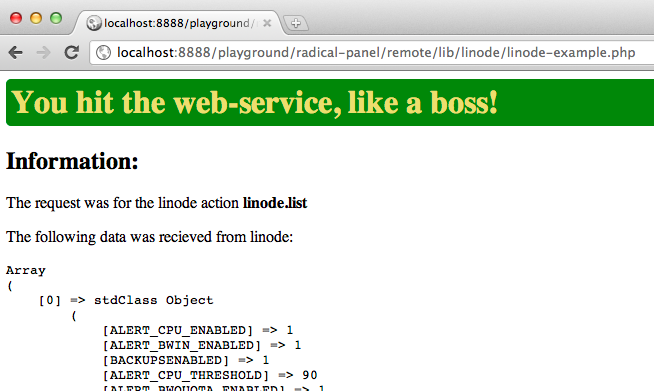 localhost:8888/playground/
localhost:8888/playground/radical-panel/remote/lib/linode/linode-example.php
You hit the web-service, like a boss!
Information:
The request was for the linode action linode.list
The following data was recieved from linode:
Array
(
[0] => stdClass Object
(
[ALERT_CPU_ENABLED] => 1
[ALERT_BWIN_ENABLED] => 1
[BACKUPSENABLED] => 1
[ALERT_CPU_THRESHOLD] => 90
[ALERT_BWQUOTA_ENABLED] => 1